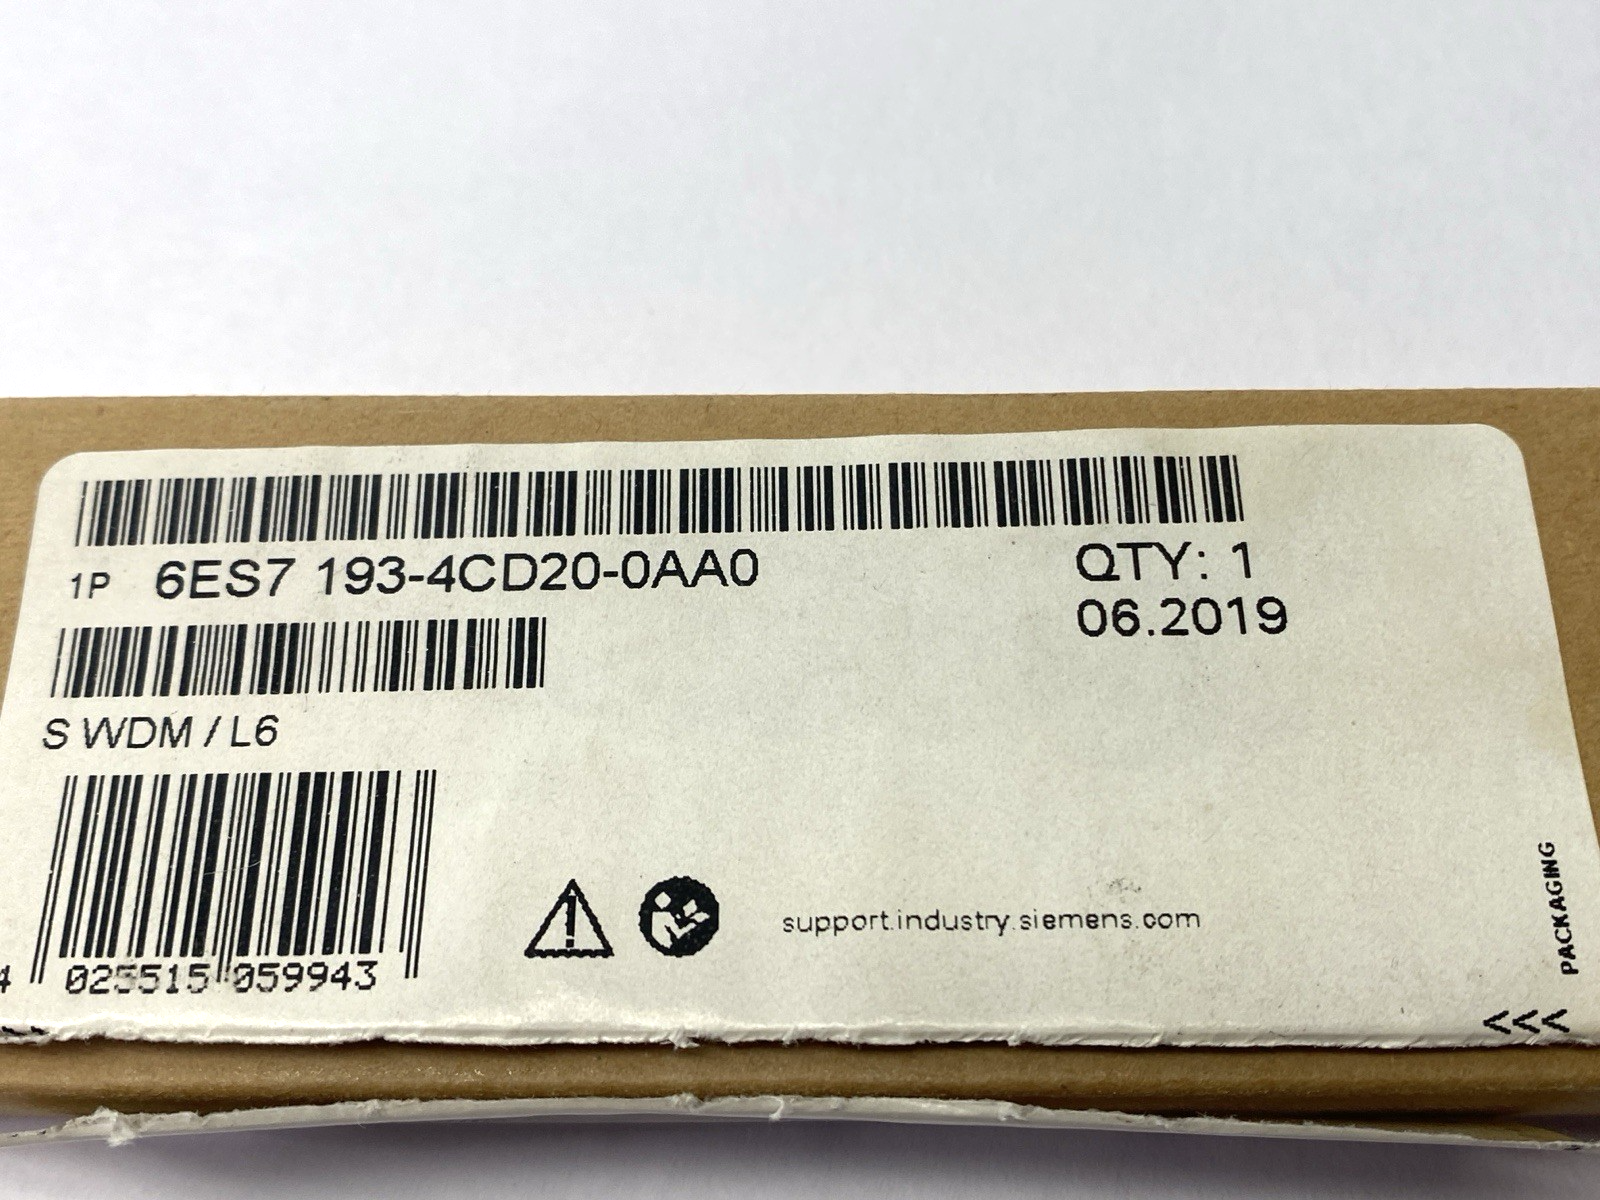 1P 6ES7 193-4CD20-0AA0
QTY: 1
06.2019
S WDM / L6
4 025515 059943
support.industry.siemens.com
PACKAGING
<<<